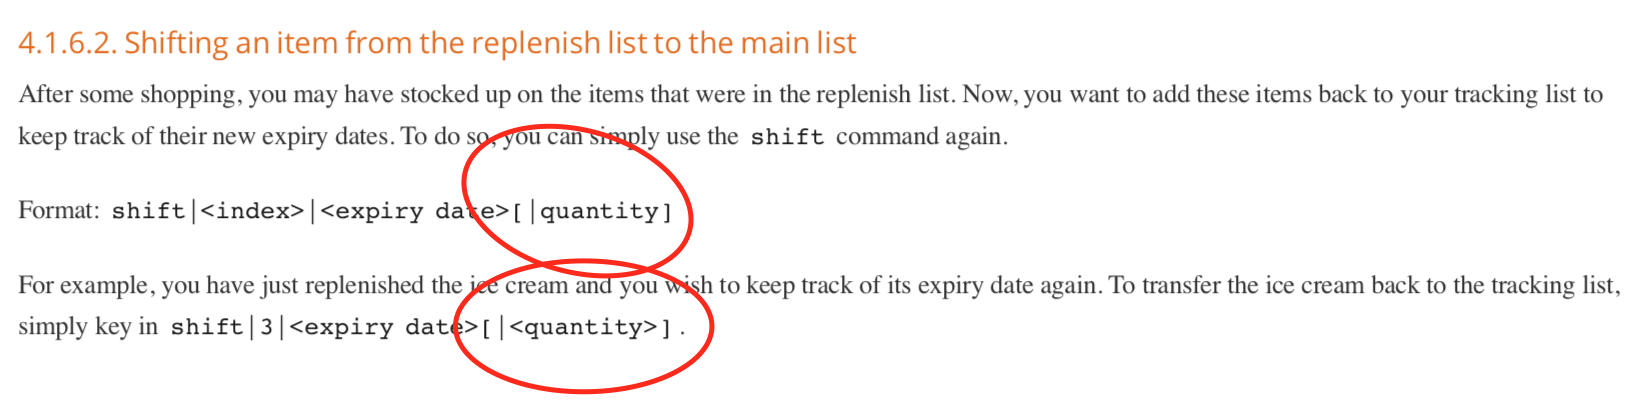 4.1.6.2. Shifting an item from the replenish list to the main list
After some shopping, you may have stocked up on the items that were in the replenish list. Now, you want to add these items back to your tracking list to
keep track of their new expiry dates. To do so, you can simply use the shift command again.
Format: shift|<index>|<expiry date>[|quantity]
For example, you have just replenished the ice cream and you wish to keep track of its expiry date again. To transfer the ice cream back to the tracking list,
simply key in shift|3|<expiry date>[|<quantity>].